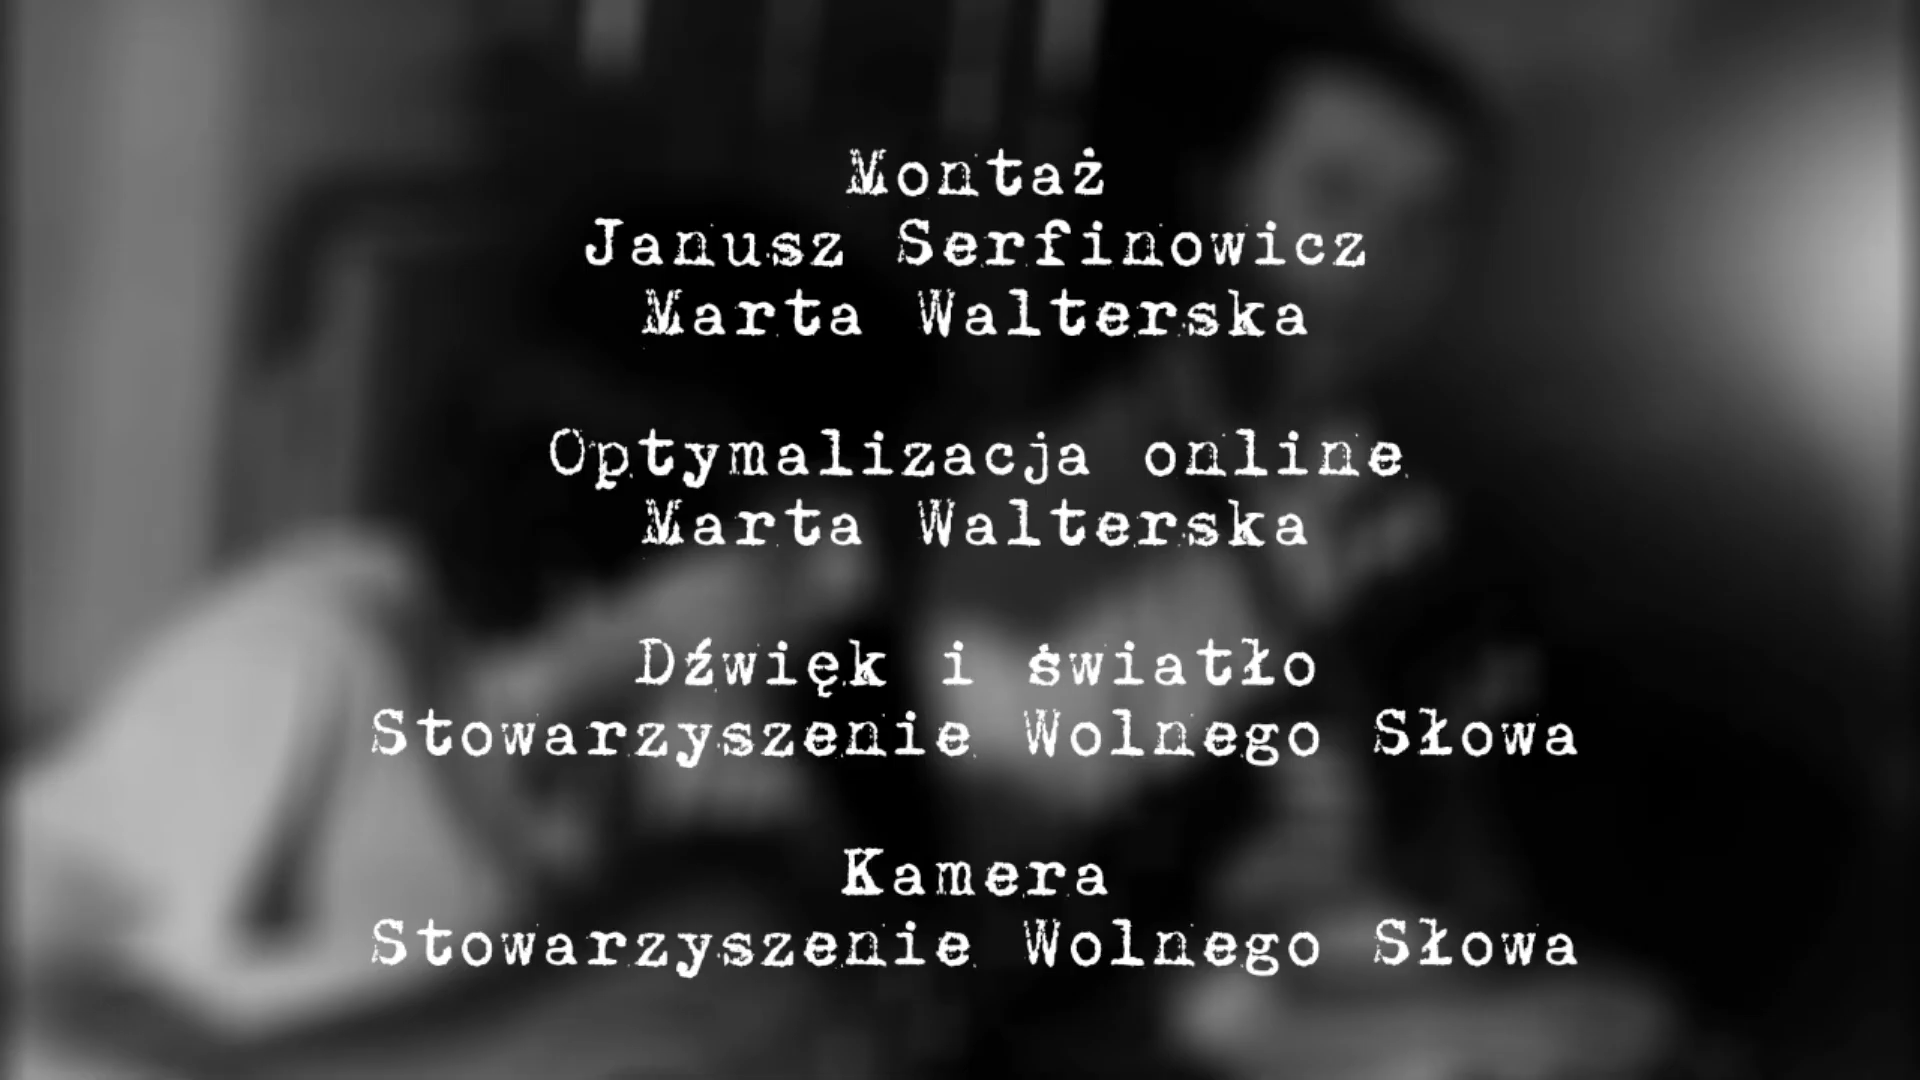 Montaż
Janusz Serfinowicz
Marta Walterska
Optymalizacja online
Marta Walterska
Dźwięk i światło
Stowarzyszenie Wolnego Słowa
Kamera
Stowarzyszenie Wolnego Słowa